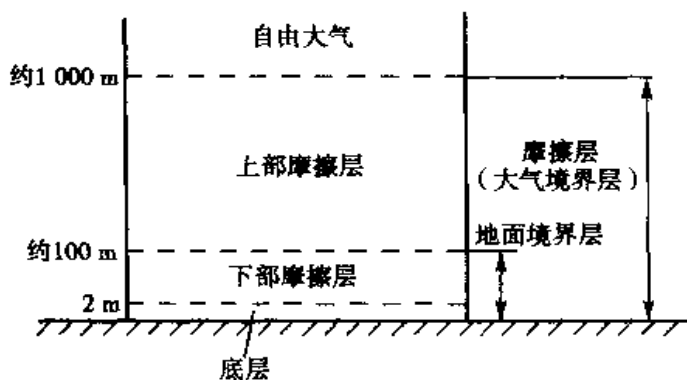 自由大气
约1 000 m
上部摩擦层
摩擦层
（大气境界层）
地面境界层
约100 m
下部摩擦层
2 m
底层